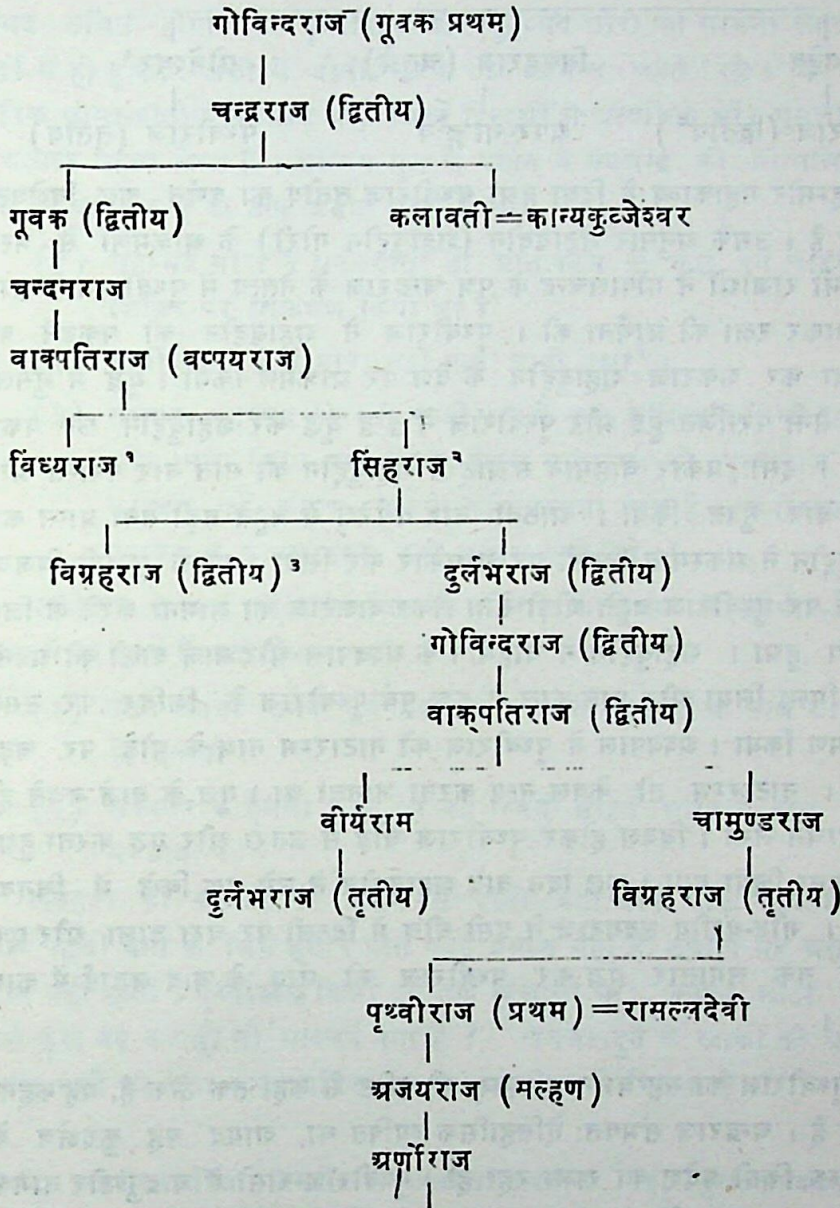 गोविन्दराज (गूवक प्रथम)
चन्द्रराज (द्वितीय)
गूवक (द्वितीय) कलावती=कान्यकुब्जेश्वर
चन्दनराज
वाक्पतिराज (वप्पयराज)
विंध्यराज¹ सिंहराज²
विग्रहराज (द्वितीय)³ दुर्लभराज (द्वितीय)
गोविन्दराज (द्वितीय)
वाक्पतिराज (द्वितीय)
वीर्यराम चामुण्डराज
दुर्लभराज (तृतीय) विग्रहराज (तृतीय)
पृथ्वीराज (प्रथम)=रासल्लदेवी
अजयराज (मल्हण)
अर्णोराज